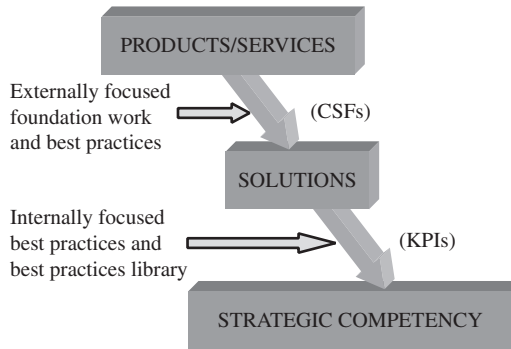 PRODUCTS/SERVICES
Externally focused
foundation work
and best practices
(CSFs)
SOLUTIONS
Internally focused
best practices and
best practices library
(KPIs)
STRATEGIC COMPETENCY